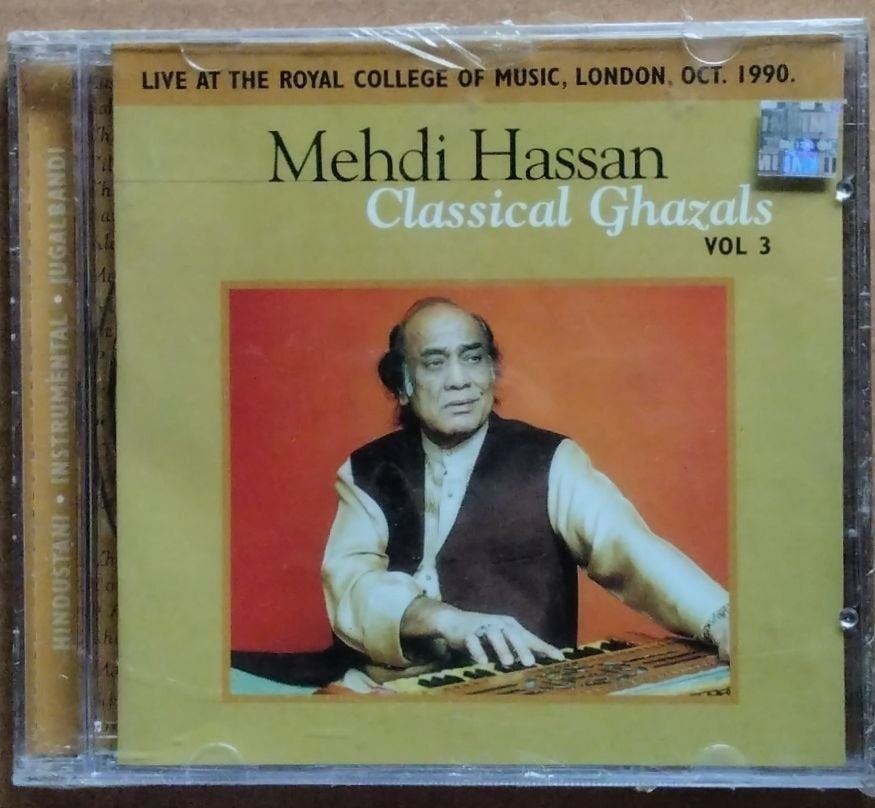 LIVE AT THE ROYAL COLLEGE OF MUSIC, LONDON, OCT. 1990.
Mehdi Hassan
Classical Ghazals
VOL 3
HINDUSTANI • INSTRUMENTAL • JUGALBANDI